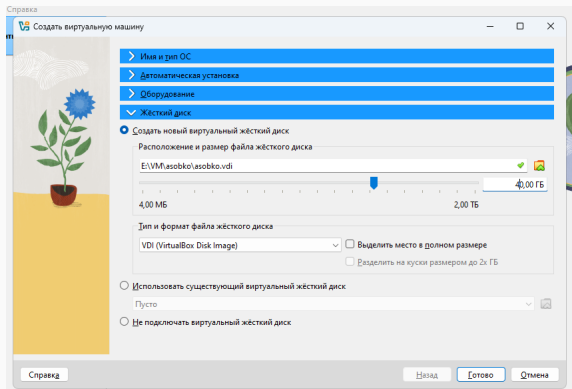 Справка
Создать виртуальную машину
Имя и тип ОС
Автоматическая установка
Оборудование
Жёсткий диск
Создать новый виртуальный жёсткий диск
Расположение и размер файла жёсткого диска
E:\VM\asobko\asobko.vdi
40,00 ГБ
4,00 МБ 2,00 ТБ
Тип и формат файла жёсткого диска
VDI (VirtualBox Disk Image) Выделить место в полном размере
Разделить на куски размером до 2х ГБ
Использовать существующий виртуальный жёсткий диск
Пусто
Не подключать виртуальный жёсткий диск
Справка Назад Готово Отмена